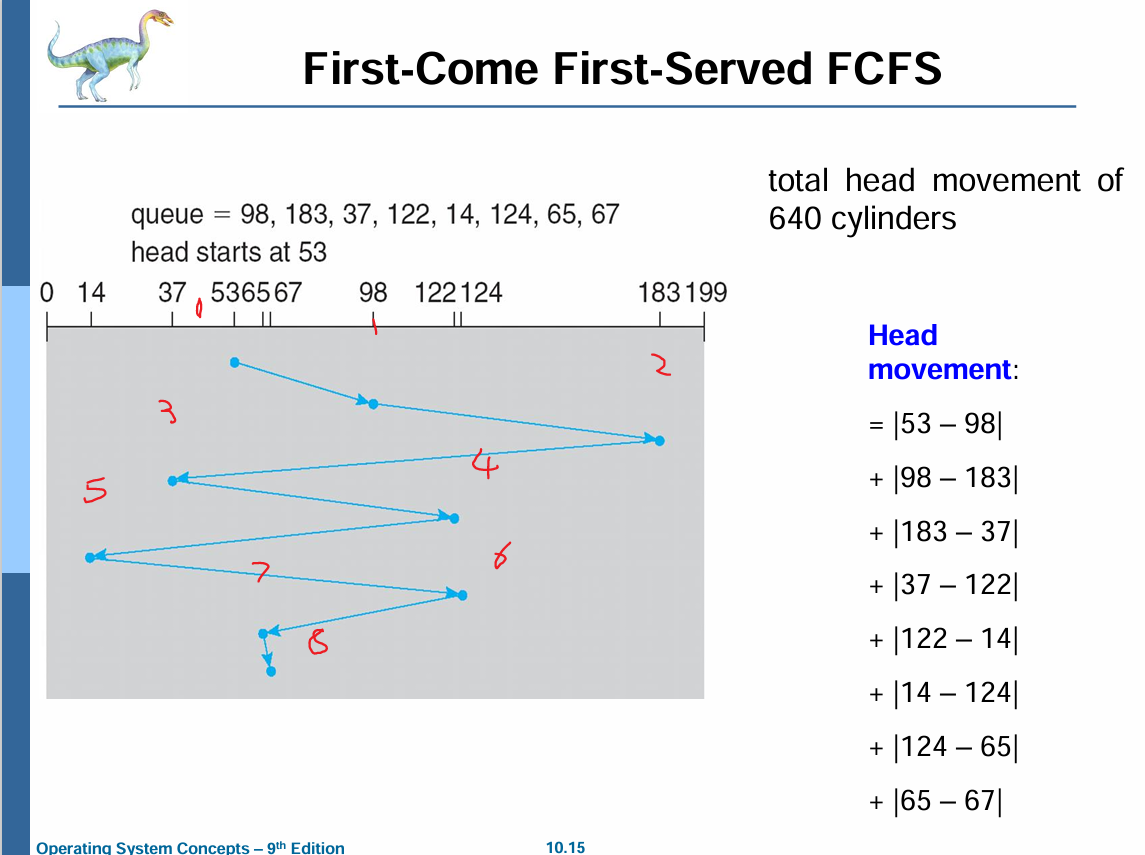 First-Come First-Served FCFS
total head movement of
640 cylinders
queue = 98, 183, 37, 122, 14, 124, 65, 67
head starts at 53
0 14 37 53 65 67 98 122 124 183 199
0
1
2
3
4
5
6
7
8
Head
movement:
= |53 – 98|
+ |98 – 183|
+ |183 – 37|
+ |37 – 122|
+ |122 – 14|
+ |14 – 124|
+ |124 – 65|
+ |65 – 67|
Operating System Concepts – 9th Edition
10.15